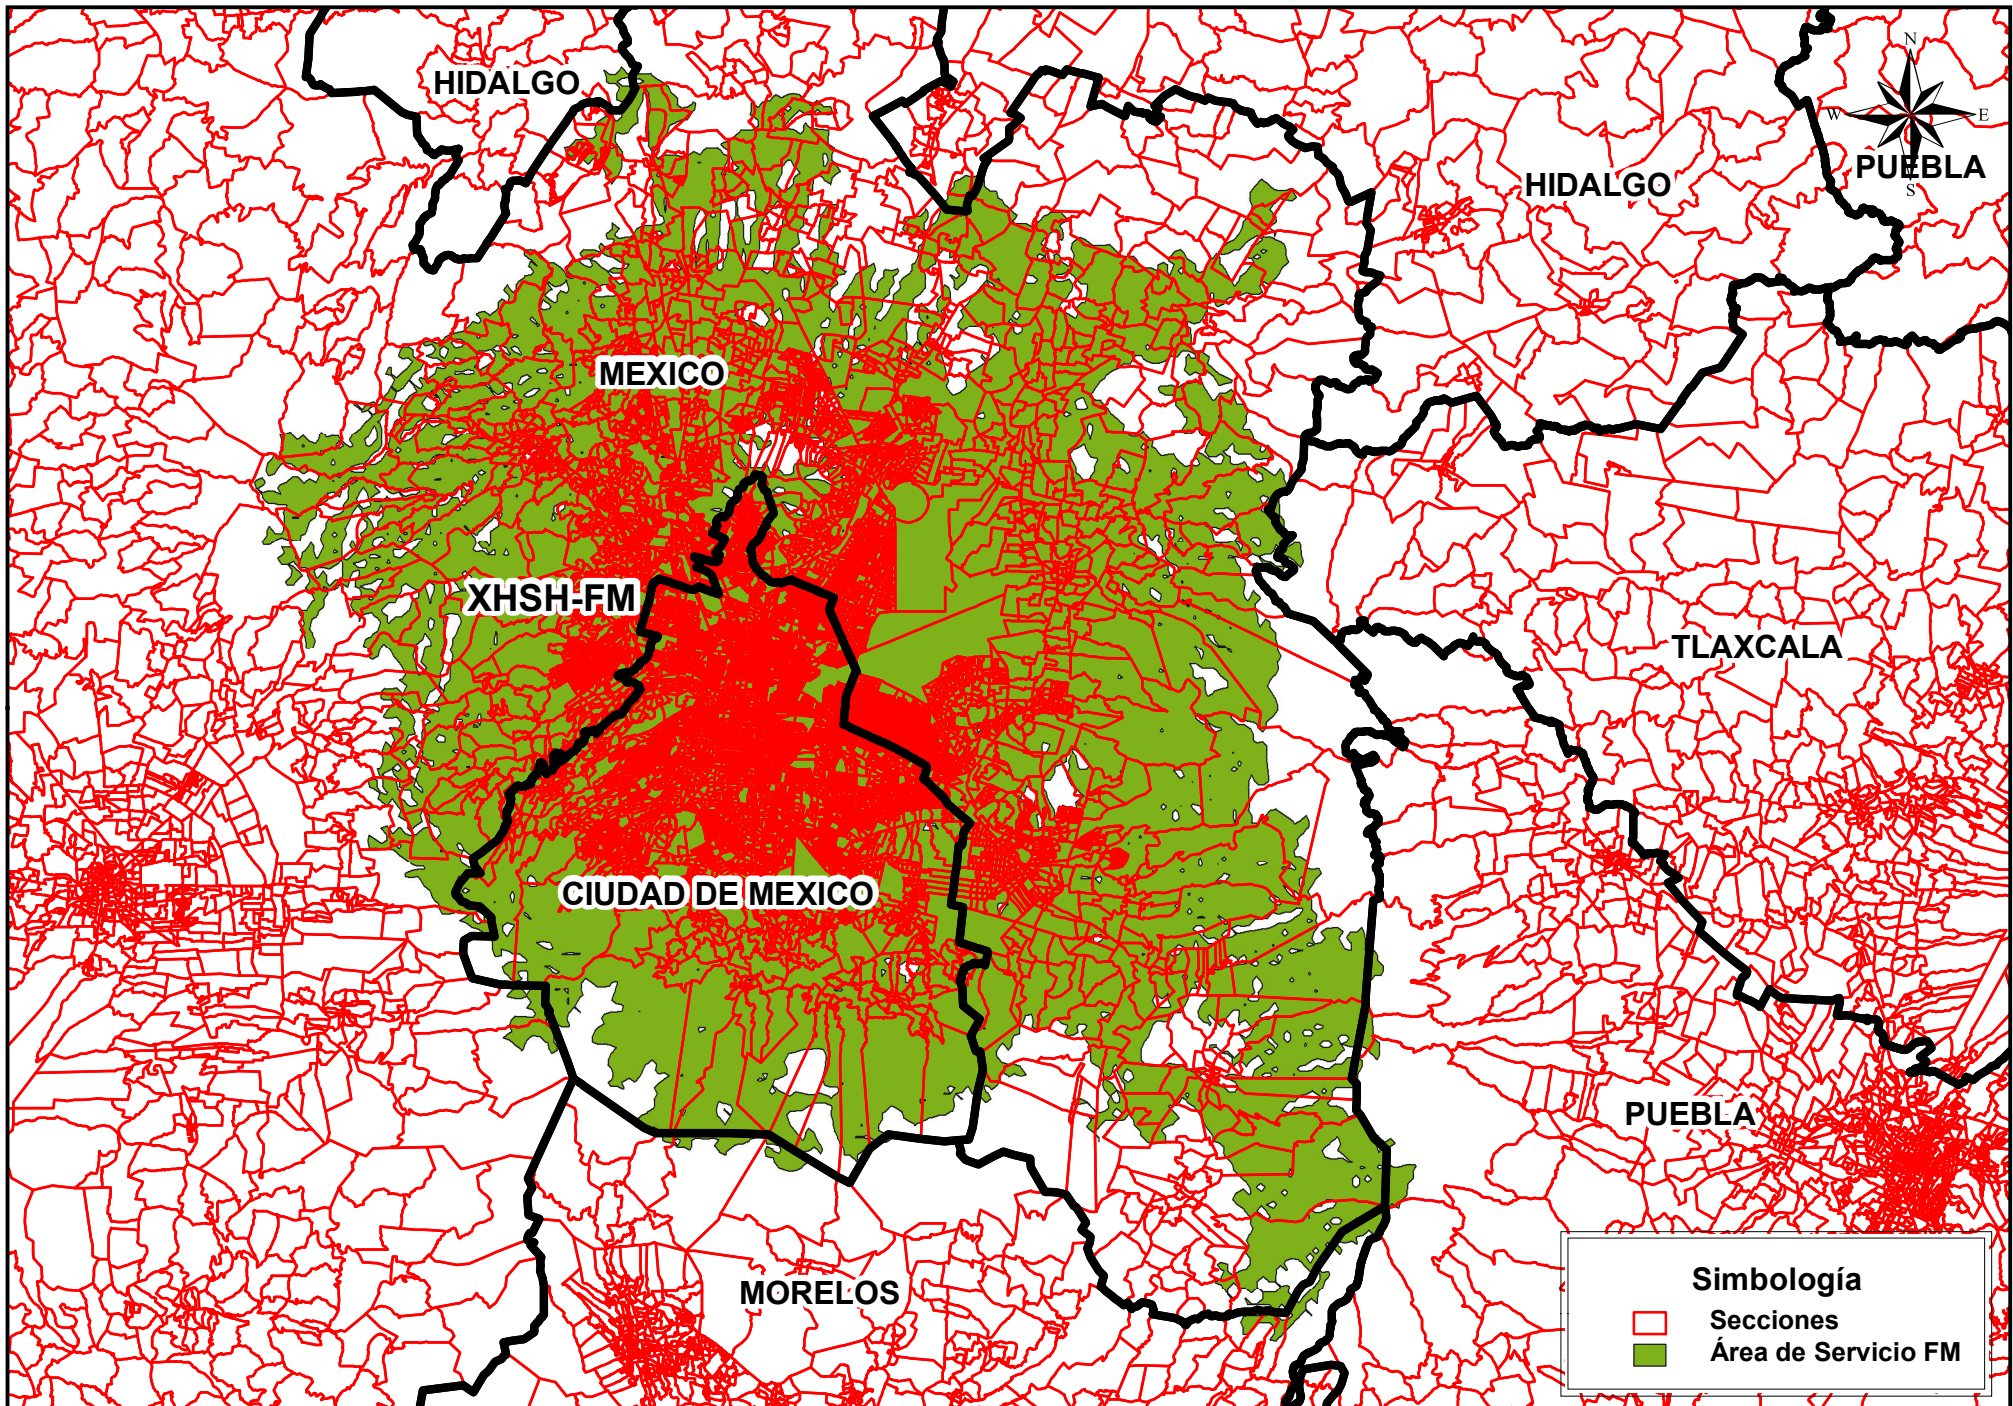 N
HIDALGO
W
E
PUEBLA
HIDALGO
S
MEXICO
XHSH-FM
TLAXCALA
CIUDAD DE MEXICO
PUEBLA
MORELOS
Simbología
Secciones
Área de Servicio FM